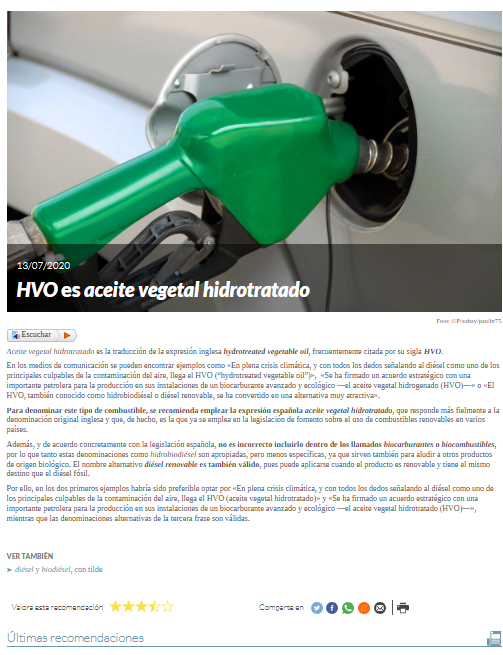 13/07/2020
HVO es aceite vegetal hidrotratado
Foto: ©Pixabay/paulbr75
Escuchar
Aceite vegetal hidrotratado es la traducción de la expresión inglesa hydrotreated vegetable oil, frecuentemente citada por su sigla HVO.
En los medios de comunicación se pueden encontrar ejemplos como «En plena crisis climática, y con todos los dedos señalando al diésel como uno de los
principales culpables de la contaminación del aire, llega el HVO (“hydrotreated vegetable oil”)», «Se ha firmado un acuerdo estratégico con una
importante petrolera para la producción en sus instalaciones de un biocarburante avanzado y ecológico —el aceite vegetal hidrogenado (HVO)—» o «El
HVO, también conocido como hidrobiodiésel o diésel renovable, se ha convertido en una alternativa muy atractiva».
Para denominar este tipo de combustible, se recomienda emplear la expresión española aceite vegetal hidrotratado, que responde más fielmente a la
denominación original inglesa y que, de hecho, es la que ya se emplea en la legislación de fomento sobre el uso de combustibles renovables en varios
países.
Además, y de acuerdo concretamente con la legislación española, no es incorrecto incluirlo dentro de los llamados biocarburantes o biocombustibles,
por lo que tanto estas denominaciones como hidrobiodiésel son apropiadas, pero menos específicas, ya que sirven también para aludir a otros productos
de origen biológico. El nombre alternativo diésel renovable es también válido, pues puede aplicarse cuando el producto es renovable y tiene el mismo
destino que el diésel fósil.
Por ello, en los dos primeros ejemplos habría sido preferible optar por «En plena crisis climática, y con todos los dedos señalando al diésel como uno de
los principales culpables de la contaminación del aire, llega el HVO (aceite vegetal hidrotratado)» y «Se ha firmado un acuerdo estratégico con una
importante petrolera para la producción en sus instalaciones de un biocarburante avanzado y ecológico —el aceite vegetal hidrotratado (HVO)—»,
mientras que las denominaciones alternativas de la tercera frase son válidas.
VER TAMBIÉN
➤ diésel y biodiésel, con tilde
Valora esta recomendación
Comparte en
Últimas recomendaciones